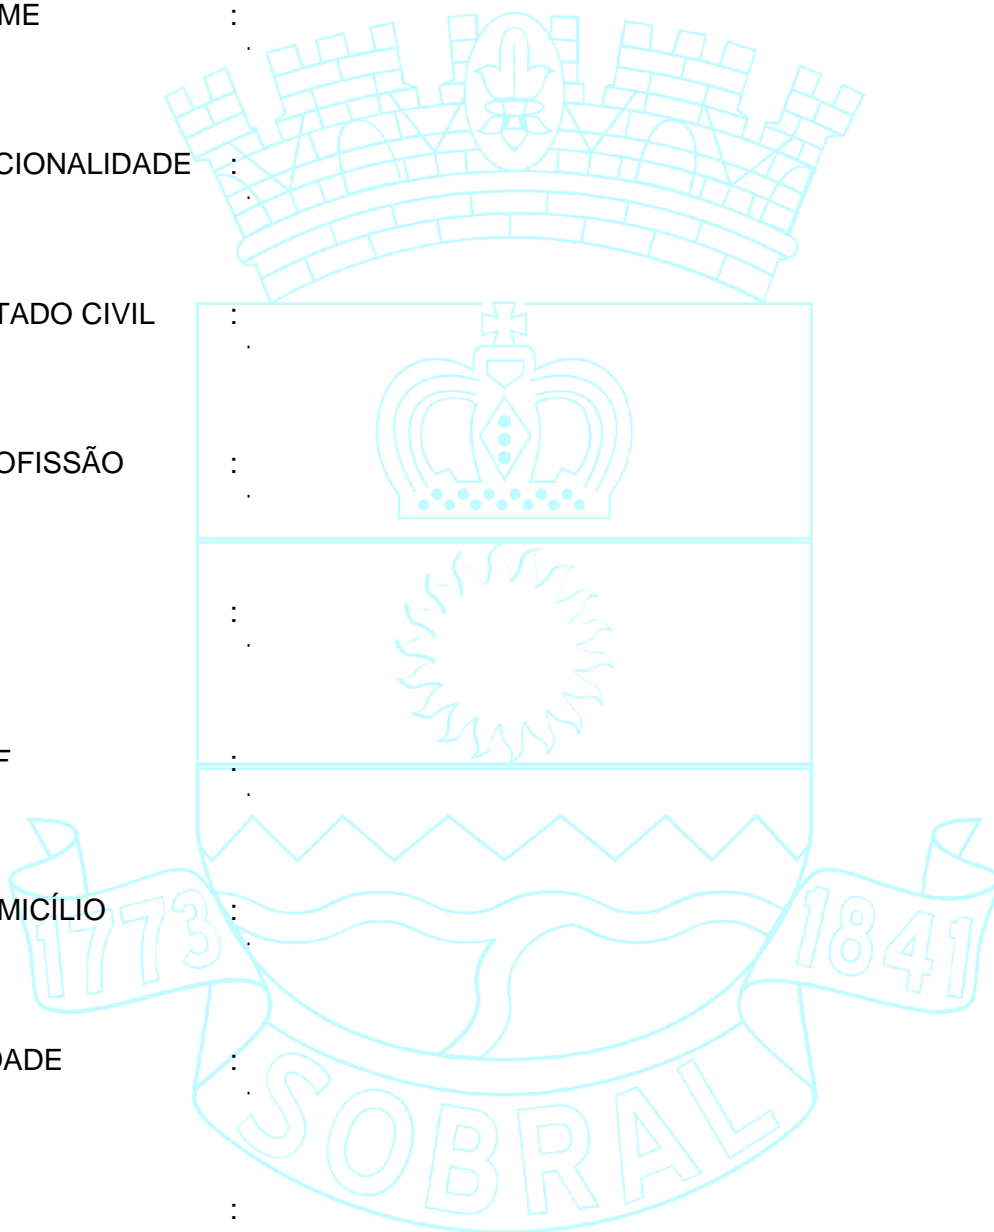 ME :
.
CIONALIDADE :
.
TADO CIVIL :
.
OFISSÃO :
.
:
.
F :
.
MICÍLIO :
.
1773 1841
DADE :
.
SOBRAL
: